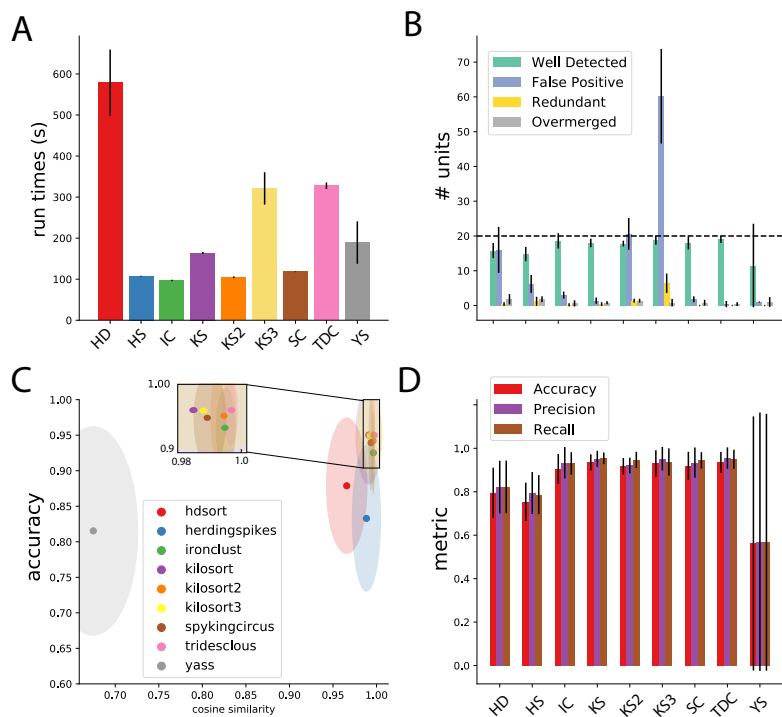 A
run times (s)
600
500
400
300
200
100
0
HD
HS
IC
KS
KS2
KS3
SC
TDC
YS
B
# units
70
60
50
40
30
20
10
0
Well Detected
False Positive
Redundant
Overmerged
C
accuracy
1.00
0.95
0.90
0.85
0.80
0.75
0.70
0.65
0.60
1.00
0.9
0.98
1.0
hdsort
herdingspikes
ironclust
kilosort
kilosort2
kilosort3
spykingcircus
tridesclous
yass
0.70
0.75
0.80
0.85
0.90
0.95
1.00
cosine similarity
D
metric
1.0
0.8
0.6
0.4
0.2
0.0
Accuracy
Precision
Recall
HD
HS
IC
KS
KS2
KS3
SC
TDC
YS